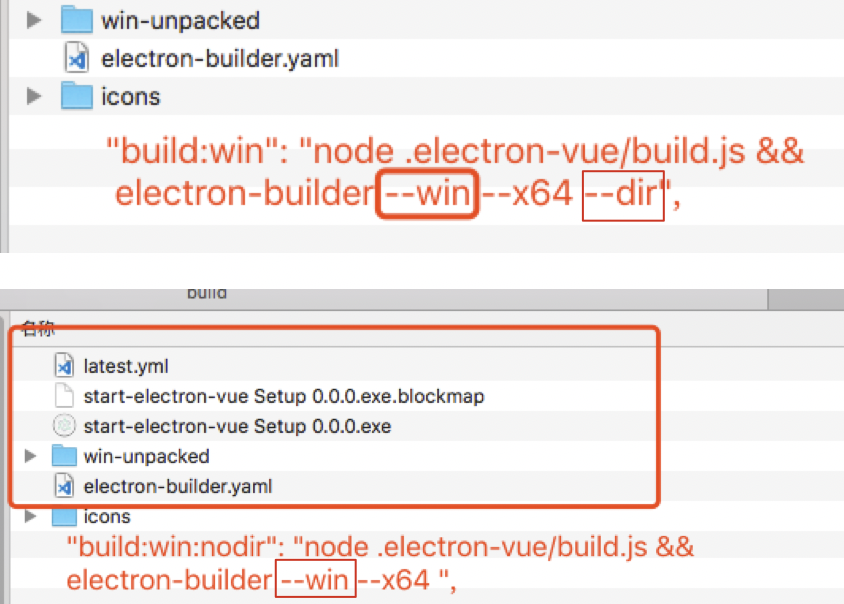 win-unpacked
electron-builder.yaml
icons
"build:win": "node .electron-vue/build.js &&
electron-builder --win --x64 --dir",
build
名称
latest.yml
start-electron-vue Setup 0.0.0.exe.blockmap
start-electron-vue Setup 0.0.0.exe
win-unpacked
electron-builder.yaml
icons
"build:win:nodir": "node .electron-vue/build.js &&
electron-builder --win --x64 ",